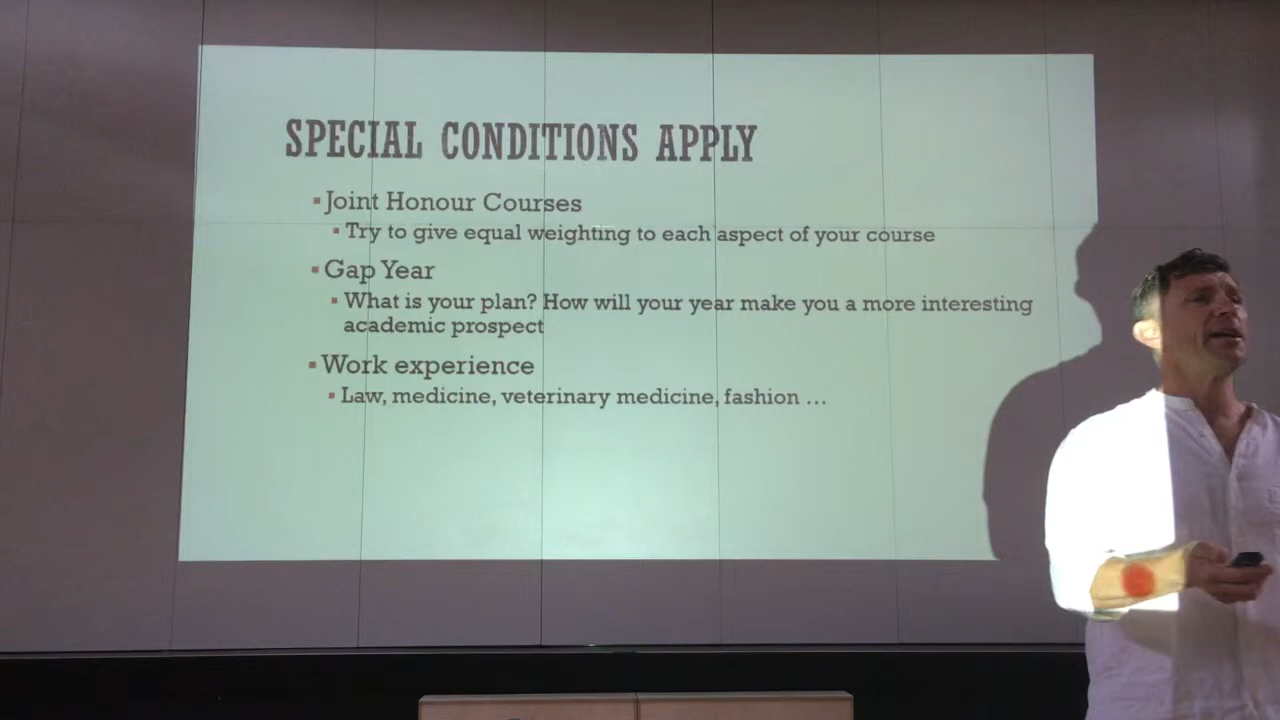 SPECIAL CONDITIONS APPLY
▪Joint Honour Courses
▪Try to give equal weighting to each aspect of your course
▪Gap Year
▪What is your plan? How will your year make you a more interesting
academic prospect
▪Work experience
▪Law, medicine, veterinary medicine, fashion …